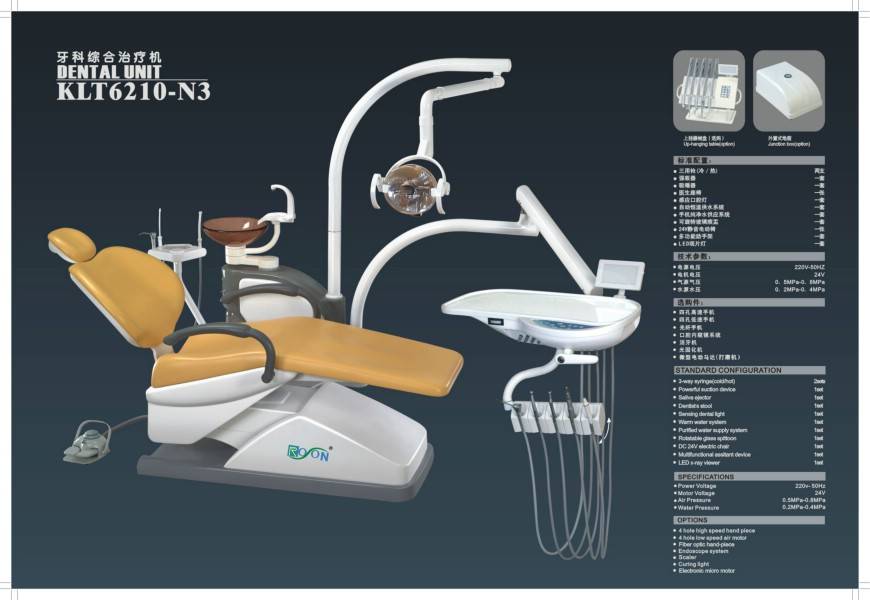 牙科综合治疗机
DENTAL UNIT
KLT6210-N3
上挂器械盘（选购）
Up-hanging table(option)
外置式地箱
Junction box(option)
标准配置：
三用枪(冷/热) 两支
强吸器 一套
吸唾器 一套
医生座椅 一张
感应口腔灯 一套
自动恒温供水系统 一套
手机纯净水供应系统 一套
可旋转玻璃痰盂 一套
24V静音电动椅 一张
多功能助手架 一套
LED观片灯 一套
技术参数：
电源电压 220V-50HZ
电机电压 24V
气源气压 0. 5MPa-0. 8MPa
水源水压 0. 2MPa-0. 4MPa
选购件：
四孔高速手机
四孔低速手机
光纤手机
口腔内窥镜系统
洁牙机
光固化机
微型电动马达(打磨机)
STANDARD CONFIGURATION
3-way syringe(cold/hot) 2sets
Powerful suction device 1set
Saliva ejector 1set
Dentists stool 1set
Sensing dental light 1set
Warm water system 1set
Purified water supply system 1set
Rotatable glass spittoon 1set
DC 24V electric chair 1set
Multifunctional assitant device 1set
LED x-ray viewer 1set
SPECIFICATIONS
Power Voltage 220v-50Hz
Motor Voltage 24V
Air Pressure 0.5MPa-0.8MPa
Water Pressure 0.2MPa-0.4MPa
OPTIONS
4 hole high speed hand piece
4 hole low speed air motor
Fiber optic hand-piece
Endoscope system
Scaler
Curing light
Electronic micro motor
ROSON®